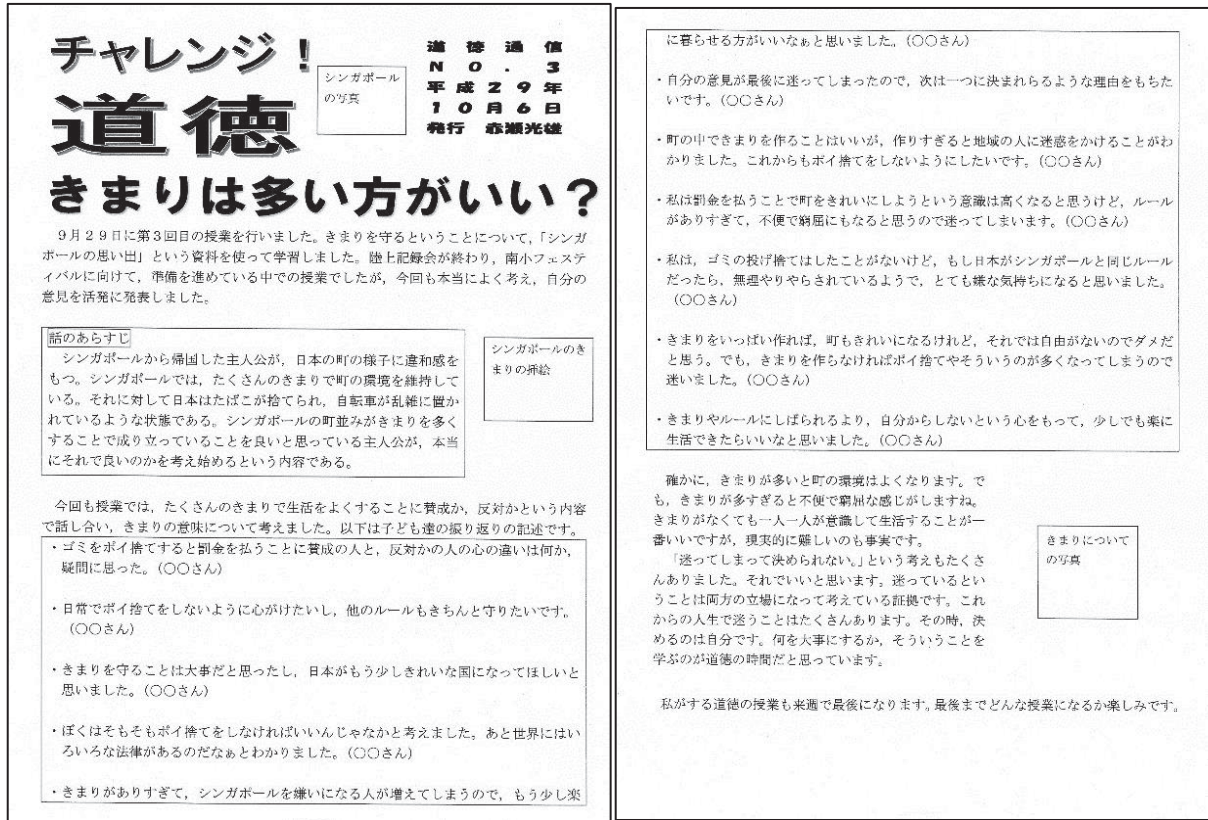 チャレンジ！
道徳
シンガポール
の写真
道徳通信
ＮＯ．３
平成２９年
１０月６日
発行　赤瀬光雄
きまりは多い方がいい？
　９月２９日に第３回目の授業を行いました。きまりを守るということについて，「シンガ
ポールの思い出」という資料を使って学習しました。陸上記録会が終わり，南小フェステ
ィバルに向けて，準備を進めている中での授業でしたが，今回も本当によく考え，自分の
意見を活発に発表しました。
話のあらすじ
　シンガポールから帰国した主人公が，日本の町の様子に違和感を
もつ。シンガポールでは，たくさんのきまりで町の環境を維持して
いる。それに対して日本はたばこが捨てられ，自転車が乱雑に置か
れているような状態である。シンガポールの町並みがきまりを多く
することで成り立っていることを良いと思っている主人公が，本当
にそれで良いのかを考え始めるという内容である。
シンガポールのき
まりの挿絵
　今回も授業では，たくさんのきまりで生活をよくすることに賛成か，反対かという内容
で話し合い，きまりの意味について考えました。以下は子ども達の振り返りの記述です。
・ゴミをポイ捨てすると罰金を払うことに賛成の人と，反対かの人の心の違いは何か，
疑問に思った。（〇〇さん）
・日常でポイ捨てをしないように心がけたいし，他のルールもきちんと守りたいです。
（〇〇さん）
・きまりを守ることは大事だと思ったし，日本がもう少しきれいな国になってほしいと
思いました。（〇〇さん）
・ぼくはそもそもポイ捨てをしなければいいんじゃなかと考えました。あと世界にはい
ろいろな法律があるのだなぁとわかりました。（〇〇さん）
・きまりがありすぎて，シンガポールを嫌いになる人が増えてしまうので，もう少し楽
に暮らせる方がいいなぁと思いました。（〇〇さん）
・自分の意見が最後に迷ってしまったので，次は一つに決まれらるような理由をもちた
いです。（〇〇さん）
・町の中できまりを作ることはいいが，作りすぎると地域の人に迷惑をかけることがわ
かりました。これからもポイ捨てをしないようにしたいです。（〇〇さん）
・私は罰金を払うことで町をきれいにしようという意識は高くなると思うけど，ルール
がありすぎて，不便で窮屈にもなると思うので迷ってしまいます。（〇〇さん）
・私は，ゴミの投げ捨てはしたことがないけど，もし日本がシンガポールと同じルール
だったら，無理やりやらされているようで，とても嫌な気持ちになると思いました。
（〇〇さん）
・きまりをいっぱい作れば，町もきれいになるけれど，それでは自由がないのでダメだ
と思う。でも，きまりを作らなければポイ捨てやそういうのが多くなってしまうので
迷いました。（〇〇さん）
・きまりやルールにしばられるより，自分からしないという心をもって，少しでも楽に
生活できたらいいなと思いました。（〇〇さん）
　確かに，きまりが多いと町の環境はよくなります。で
も，きまりが多すぎると不便で窮屈な感じがしますね。
きまりがなくても一人一人が意識して生活することが一
番いいですが，現実的に難しいのも事実です。
　「迷ってしまって決められない。」という考えもたくさ
んありました。それでいいと思います。迷っているとい
うことは両方の立場になって考えている証拠です。これ
からの人生で迷うことはたくさんあります。その時，決
めるのは自分です。何を大事にするか，そういうことを
学ぶのが道徳の時間だと思っています。
きまりについて
の写真
　私がする道徳の授業も来週で最後になります。最後までどんな授業になるか楽しみです。